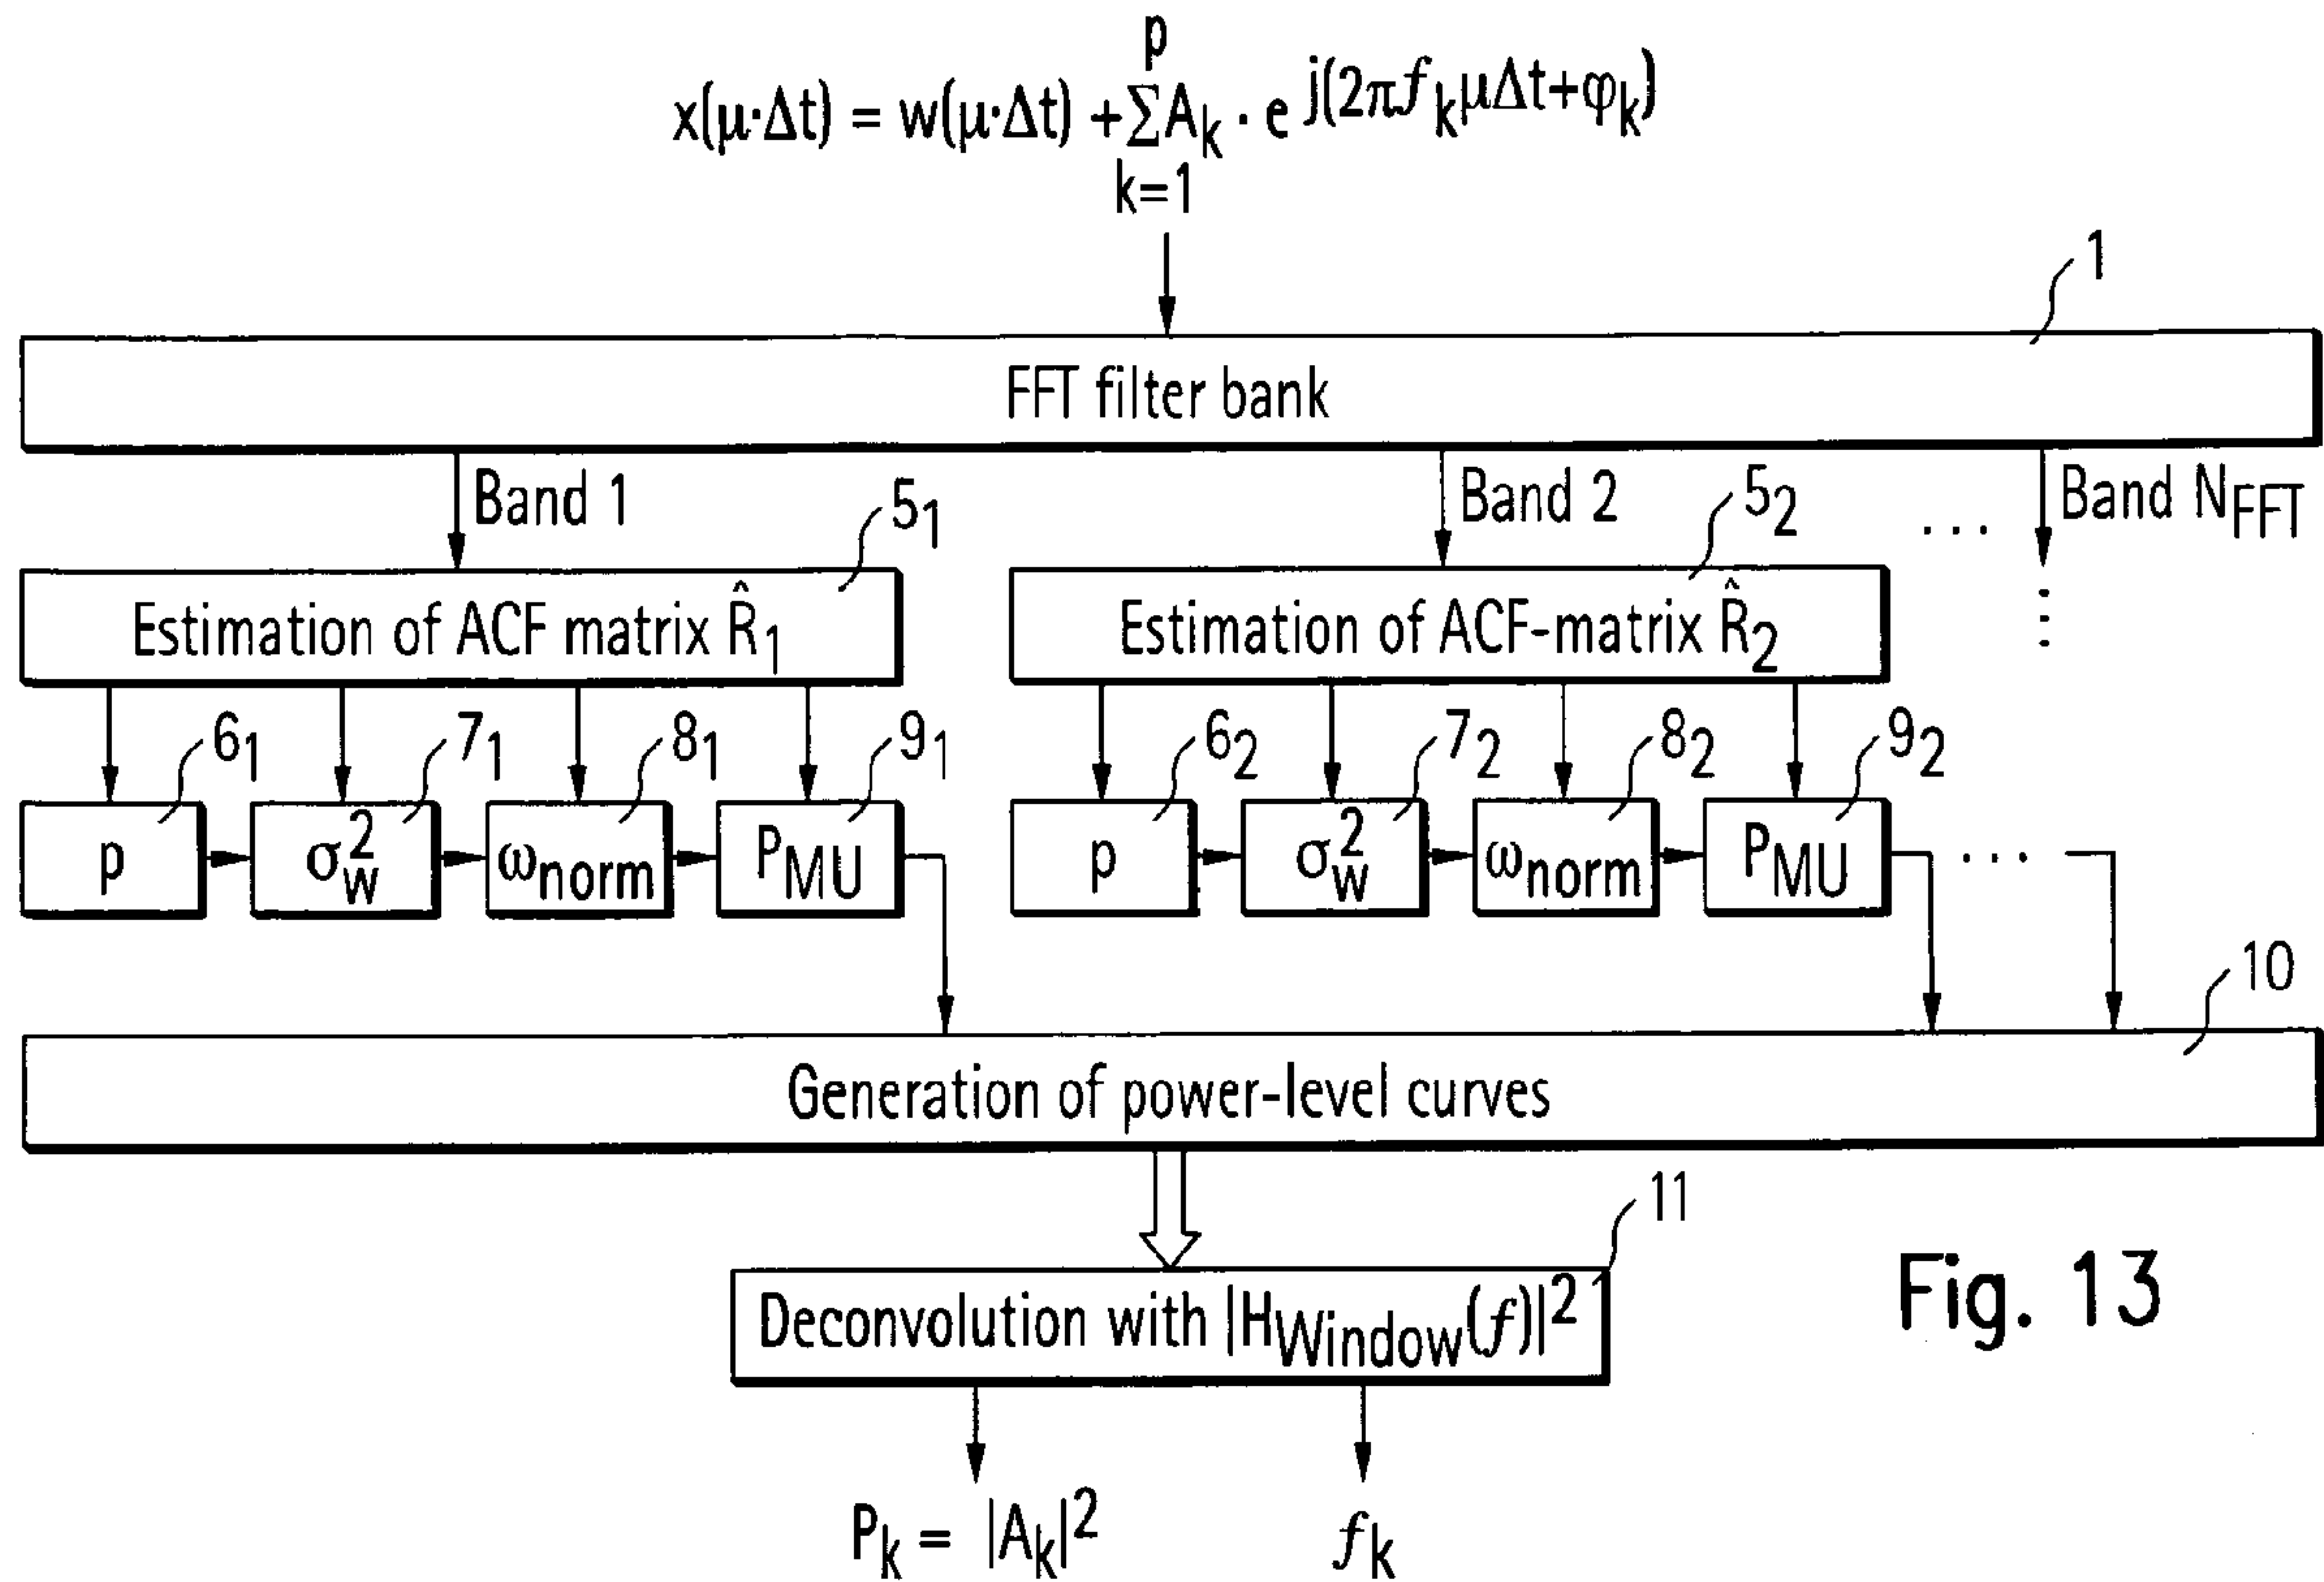 p
x(μ·Δt) = w(μ·Δt) + Σ A_k · e^j(2πf_kμΔt+φ_k)
k=1
1
FFT filter bank
Band 1
Band 2
... Band N_FFT
5_1
5_2
Estimation of ACF matrix R̂_1
Estimation of ACF-matrix R̂_2
6_1 7_1 8_1 9_1
6_2 7_2 8_2 9_2
p σ_w^2 ω_norm P_MU
p σ_w^2 ω_norm P_MU ...
...
10
Generation of power-level curves
11
Deconvolution with |H_Window(f)|^2
Fig. 13
P_k = |A_k|^2
f_k